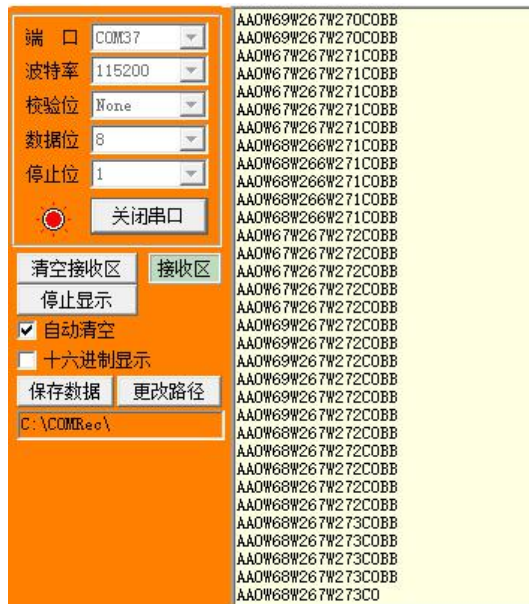 端 口 COM37
波特率 115200
校验位 None
数据位 8
停止位 1
关闭串口
清空接收区 接收区
停止显示
自动清空
十六进制显示
保存数据 更改路径
C:\COMRec\
AA0W69W267W270C0BB
AA0W69W267W270C0BB
AA0W67W267W271C0BB
AA0W67W267W271C0BB
AA0W67W267W271C0BB
AA0W67W267W271C0BB
AA0W67W267W271C0BB
AA0W68W266W271C0BB
AA0W68W266W271C0BB
AA0W68W266W271C0BB
AA0W68W266W271C0BB
AA0W68W266W271C0BB
AA0W67W267W272C0BB
AA0W67W267W272C0BB
AA0W67W267W272C0BB
AA0W67W267W272C0BB
AA0W67W267W272C0BB
AA0W69W267W272C0BB
AA0W69W267W272C0BB
AA0W69W267W272C0BB
AA0W69W267W272C0BB
AA0W69W267W272C0BB
AA0W69W267W272C0BB
AA0W68W267W272C0BB
AA0W68W267W272C0BB
AA0W68W267W272C0BB
AA0W68W267W272C0BB
AA0W68W267W272C0BB
AA0W68W267W273C0BB
AA0W68W267W273C0BB
AA0W68W267W273C0BB
AA0W68W267W273C0BB
AA0W68W267W273C0